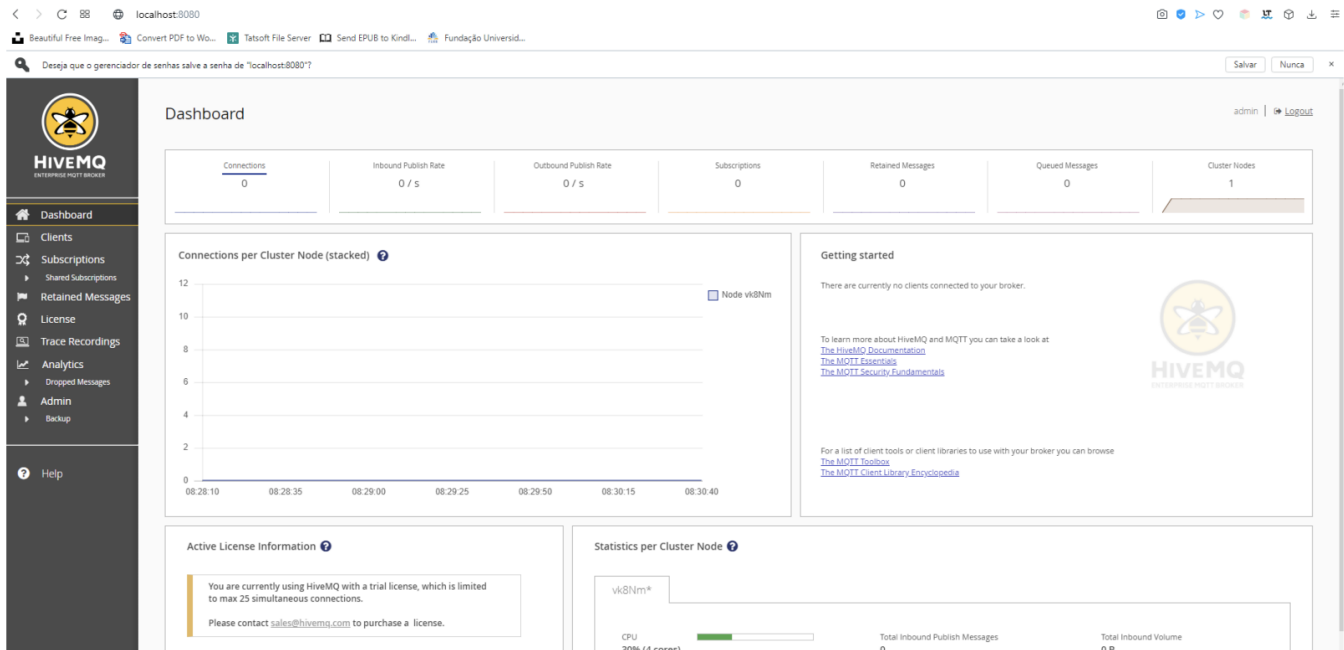 localhost:8080
Beautiful Free Imag... Convert PDF to Wo... Tatsoft File Server Send EPUB to Kindl... Fundação Universid...
Deseja que o gerenciador de senhas salve a senha de "localhost:8080"? Salvar Nunca ×
HIVEMQ
ENTERPRISE MQTT BROKER
Dashboard
Clients
Subscriptions
Shared Subscriptions
Retained Messages
License
Trace Recordings
Analytics
Dropped Messages
Admin
Backup
Help
Dashboard
admin | Logout
Connections Inbound Publish Rate Outbound Publish Rate Subscriptions Retained Messages Queued Messages Cluster Nodes
0 0 / s 0 / s 0 0 0 1
Connections per Cluster Node (stacked) ?
12
10
8
6
4
2
0
08:28:10 08:28:35 08:29:00 08:29:25 08:29:50 08:30:15 08:30:40
Node vk8Nm
Getting started
There are currently no clients connected to your broker.
To learn more about HiveMQ and MQTT you can take a look at
The HiveMQ Documentation
The MQTT Essentials
The MQTT Security Fundamentals
HIVEMQ
ENTERPRISE MQTT BROKER
For a list of client tools or client libraries to use with your broker you can browse
The MQTT Toolbox
The MQTT Client Library Encyclopedia
Active License Information ?
You are currently using HiveMQ with a trial license, which is limited
to max 25 simultaneous connections.
Please contact sales@hivemq.com to purchase a license.
Statistics per Cluster Node ?
vk8Nm*
CPU
30% (4 cores)
Total Inbound Publish Messages
0
Total Inbound Volume
0 B